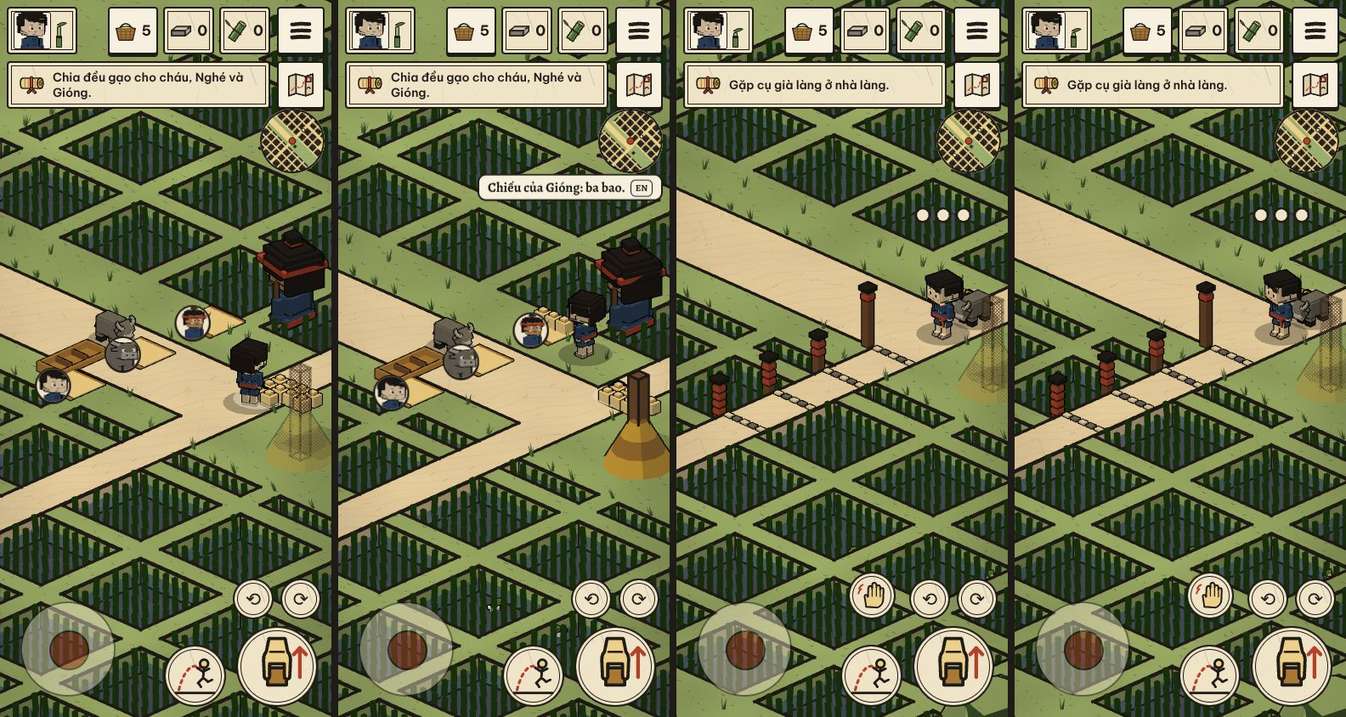 5
0
0
Chia đều gạo cho cháu, Nghé và
Gióng.
5
0
0
Chia đều gạo cho cháu, Nghé và
Gióng.
Chiếu của Gióng: ba bao. EN
5
0
0
Gặp cụ già làng ở nhà làng.
5
0
0
Gặp cụ già làng ở nhà làng.